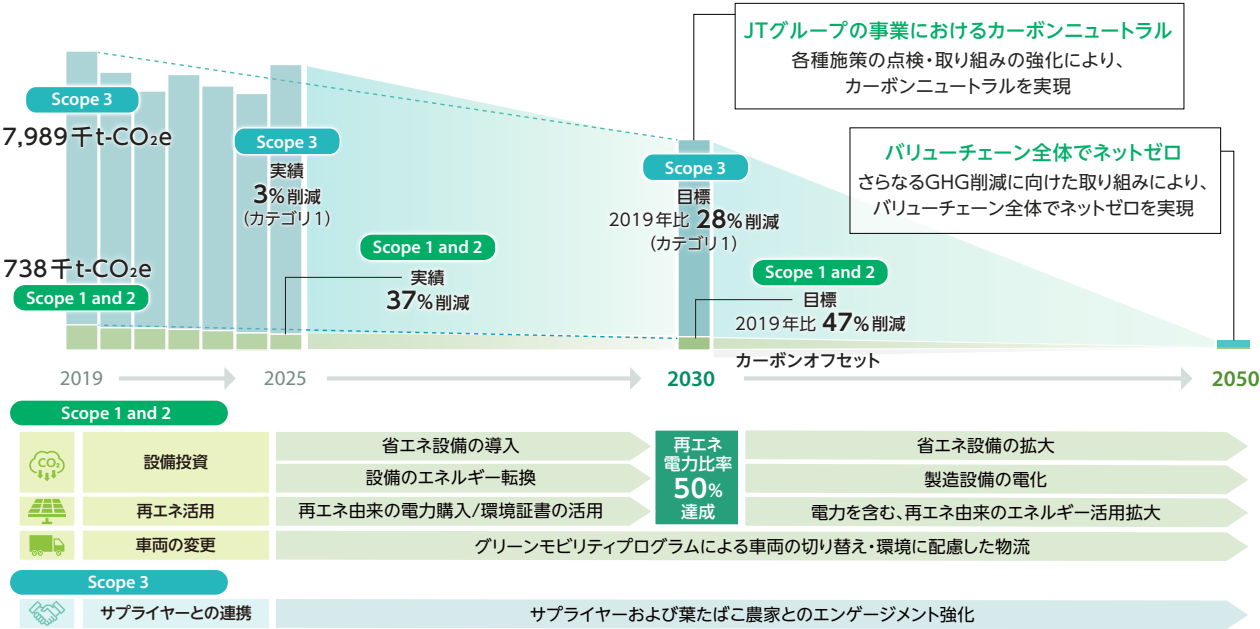 JTグループの事業におけるカーボンニュートラル
各種施策の点検・取り組みの強化により、
カーボンニュートラルを実現
バリューチェーン全体でネットゼロ
さらなるGHG削減に向けた取り組みにより、
バリューチェーン全体でネットゼロを実現
Scope 3
7,989千t-CO₂e
Scope 3
実績
3%削減
(カテゴリ1)
Scope 3
目標
2019年比 28%削減
(カテゴリ1)
738千t-CO₂e
Scope 1 and 2
Scope 1 and 2
実績
37%削減
Scope 1 and 2
目標
2019年比 47%削減
カーボンオフセット
2019
2025
2030
2050
Scope 1 and 2
CO₂
設備投資
省エネ設備の導入
設備のエネルギー転換
再エネ
電力比率
50%
達成
省エネ設備の拡大
製造設備の電化
再エネ活用
再エネ由来の電力購入/環境証書の活用
電力を含む、再エネ由来のエネルギー活用拡大
車両の変更
グリーンモビリティプログラムによる車両の切り替え・環境に配慮した物流
Scope 3
サプライヤーとの連携
サプライヤーおよび葉たばこ農家とのエンゲージメント強化